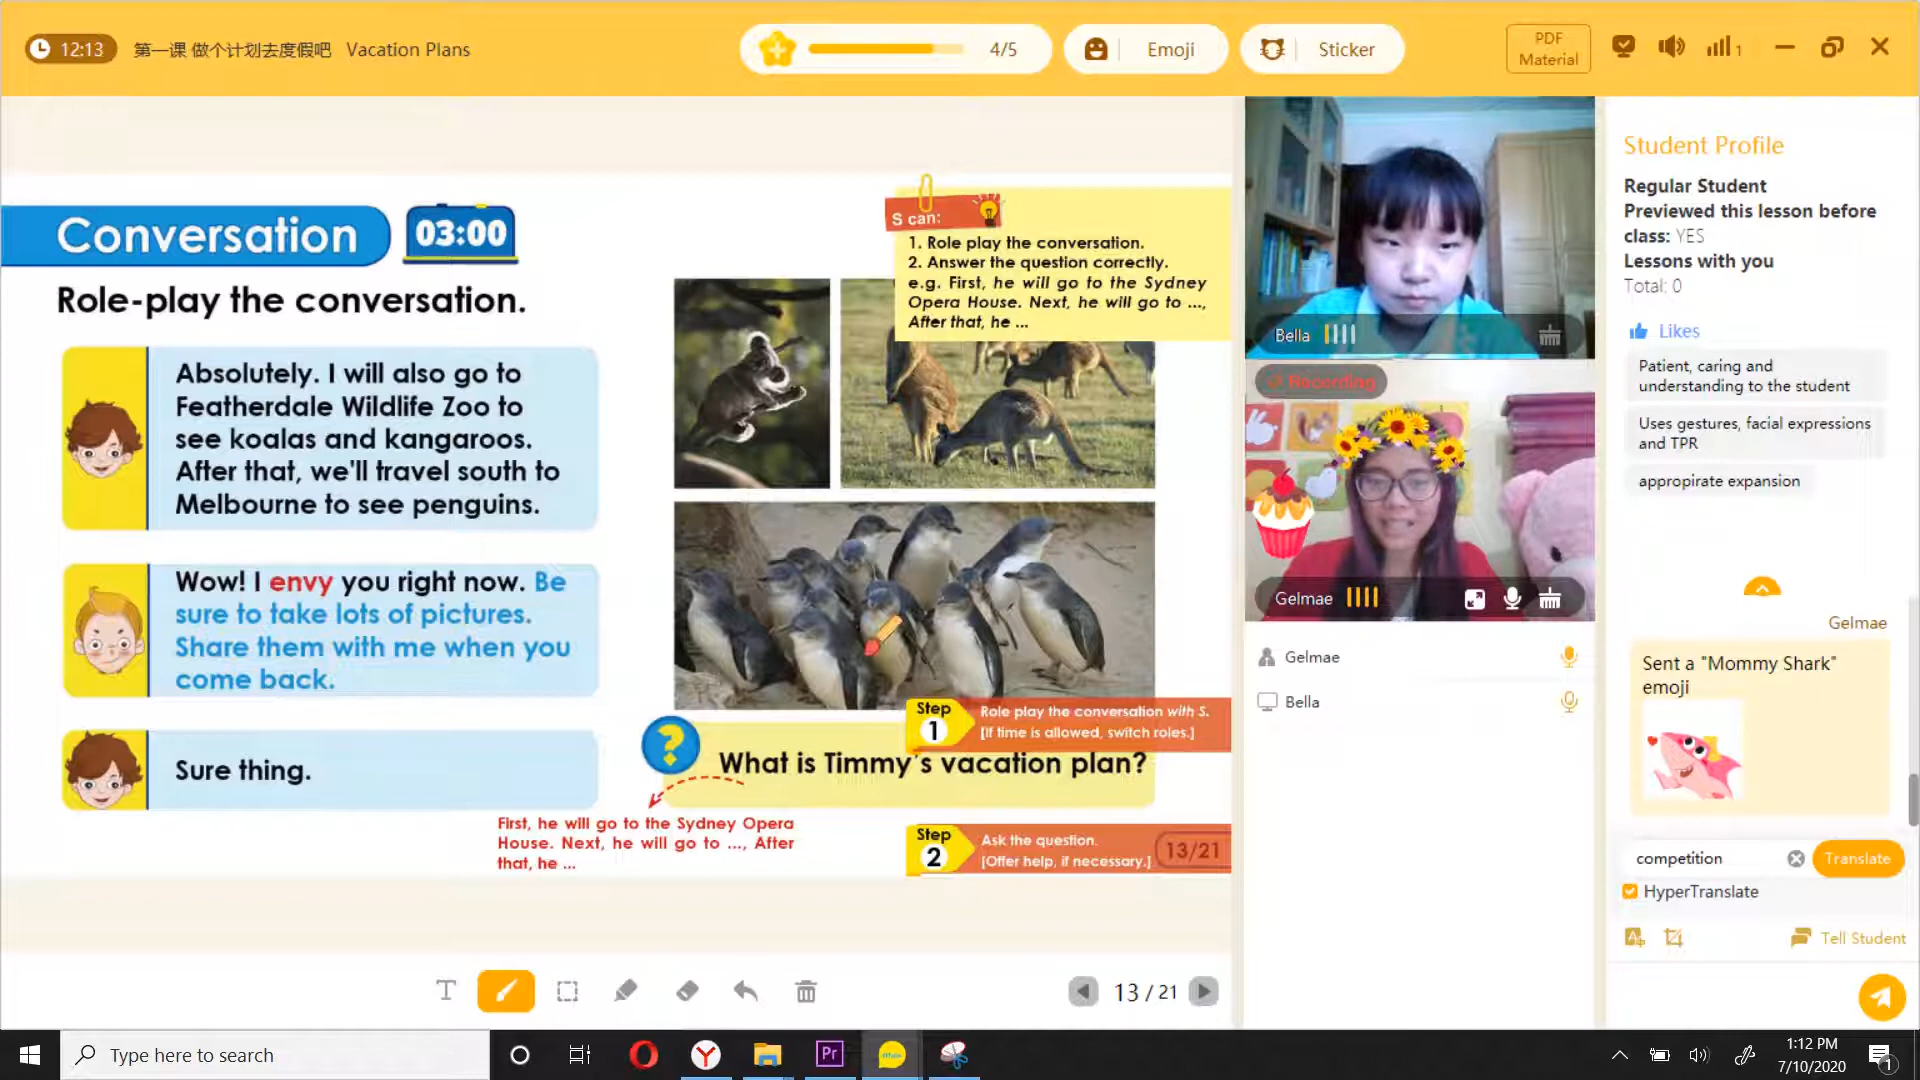 12:13
第一课 做个计划去度假吧 Vacation Plans
4/5
Emoji
Sticker
PDF
Material
1
Conversation
03:00
Role-play the conversation.
Absolutely. I will also go to
Featherdale Wildlife Zoo to
see koalas and kangaroos.
After that, we'll travel south to
Melbourne to see penguins.
Wow! I envy you right now. Be
sure to take lots of pictures.
Share them with me when you
come back.
Sure thing.
S can:
1. Role play the conversation.
2. Answer the question correctly.
e.g. First, he will go to the Sydney
Opera House. Next, he will go to ...,
After that, he ...
Step
1
Role play the conversation with S.
[If time is allowed, switch roles.]
?
What is Timmy's vacation plan?
First, he will go to the Sydney Opera
House. Next, he will go to ..., After
that, he ...
Step
2
Ask the question.
[Offer help, if necessary.]
13/21
T
13 / 21
Bella
Recording
Gelmae
Gelmae
Bella
Student Profile
Regular Student
Previewed this lesson before
class: YES
Lessons with you
Total: 0
Likes
Patient, caring and
understanding to the student
Uses gestures, facial expressions
and TPR
appropirate expansion
Gelmae
Sent a "Mommy Shark"
emoji
competition
Translate
HyperTranslate
Tell Student
Type here to search
Pr
1:12 PM
7/10/2020
1